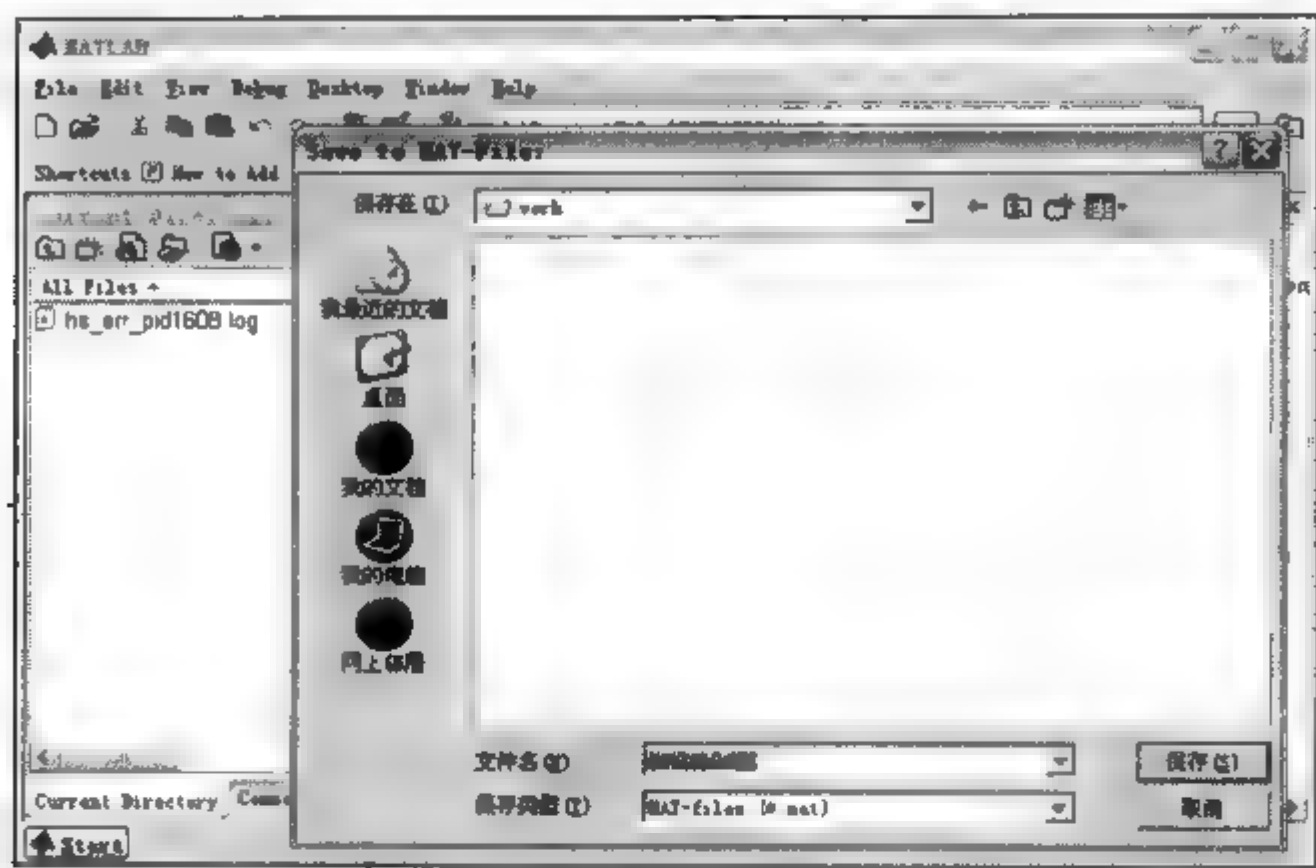 MATLAB
File Edit View Debug Desktop Window Help
Shortcuts How to Add
Save to MAT-File:
保存在(I)
work
All Files
hs_err_pid1608 log
我最近的文档
桌面
我的文档
我的电脑
网上邻居
文件名(N)
保存(S)
保存类型(T)
MAT-files (*.mat)
取消
Current Directory
Start